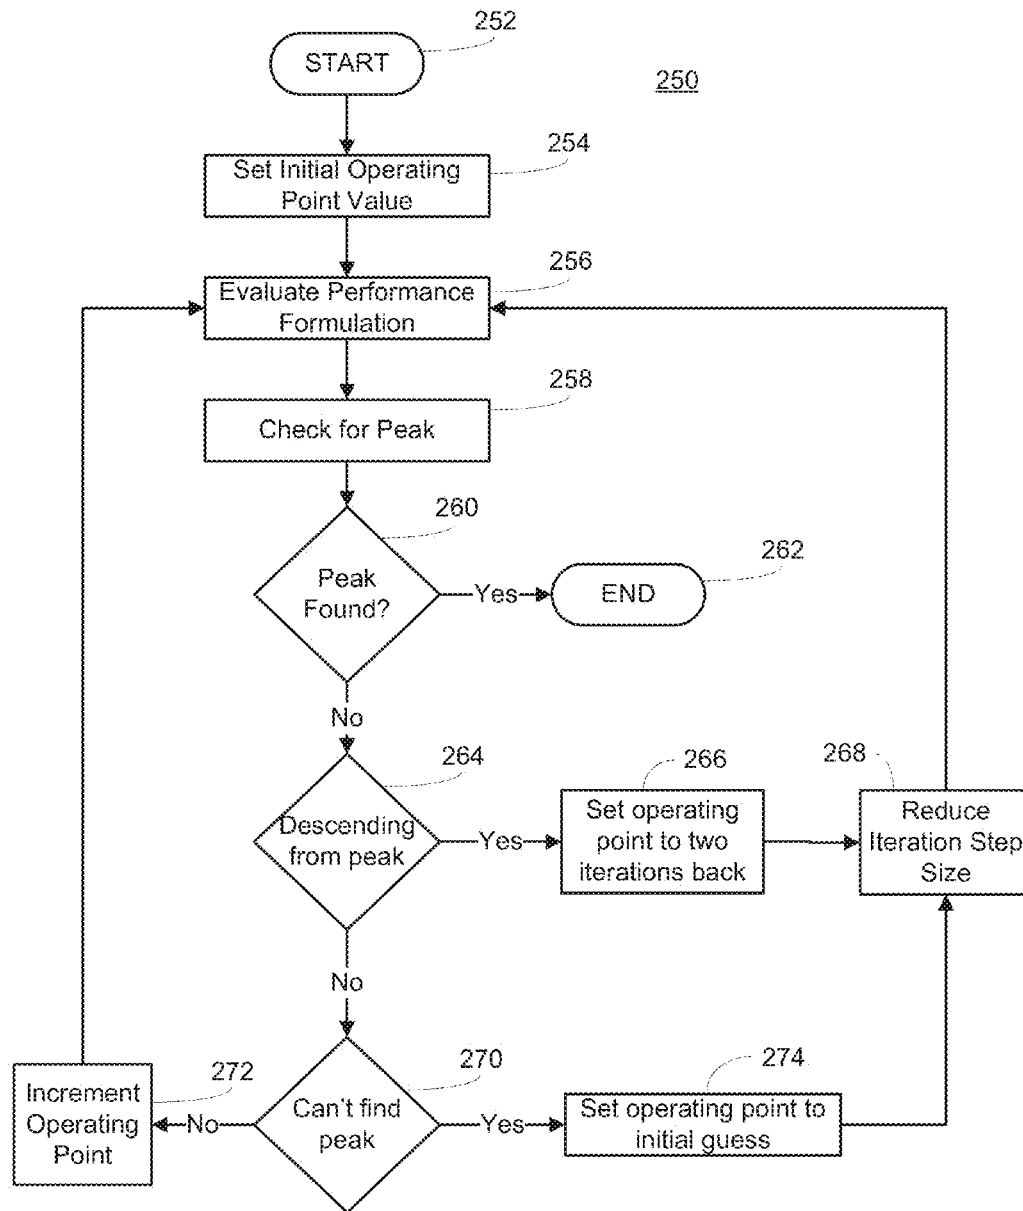 252
START
250
254
Set Initial Operating
Point Value
256
Evaluate Performance
Formulation
258
Check for Peak
260
Peak
Found?
Yes
262
END
No
264
Descending
from peak
Yes
266
Set operating
point to two
iterations back
268
Reduce
Iteration Step
Size
No
270
Can't find
peak
No
272
Increment
Operating
Point
Yes
274
Set operating point to
initial guess